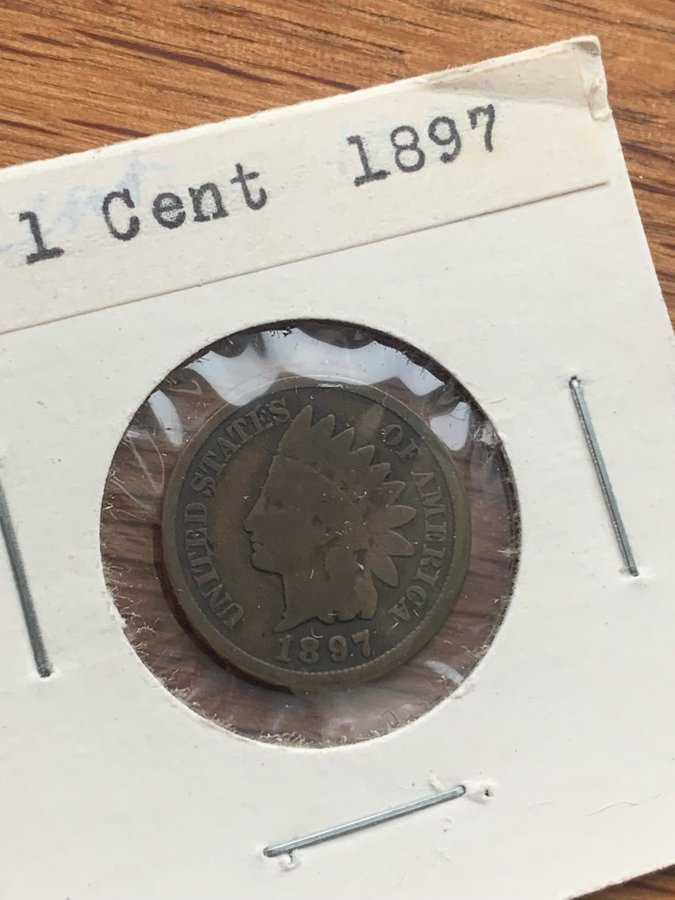 1 Cent 1897
UNITED STATES OF AMERICA
1897